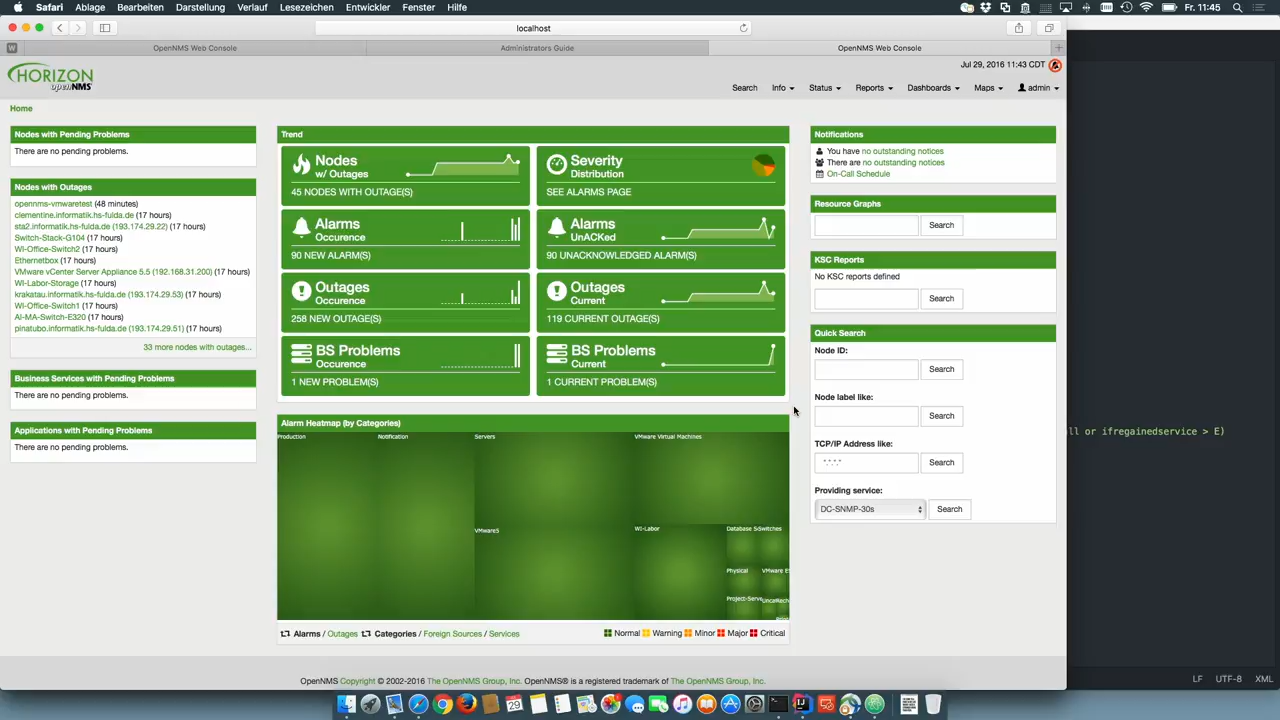 Safari Ablage Bearbeiten Darstellung Verlauf Lesezeichen Entwickler Fenster Hilfe Fr. 11:45
localhost
W OpenNMS Web Console Administrators Guide OpenNMS Web Console
HORIZON
openNMS
Jul 29, 2016 11:43 CDT
Search Info Status Reports Dashboards Maps admin
Home
Nodes with Pending Problems
There are no pending problems.
Nodes with Outages
opennms-vmwaretest (48 minutes)
clementine.informatik.hs-fulda.de (17 hours)
sta2.informatik.hs-fulda.de (193.174.29.22) (17 hours)
Switch-Stack-G104 (17 hours)
WI-Office-Switch2 (17 hours)
Ethernetbox (17 hours)
VMware vCenter Server Appliance 5.5 (192.168.31.200) (17 hours)
WI-Labor-Storage (17 hours)
krakatau.informatik.hs-fulda.de (193.174.29.53) (17 hours)
WI-Office-Switch1 (17 hours)
AI-MA-Switch-E320 (17 hours)
pinatubo.informatik.hs-fulda.de (193.174.29.51) (17 hours)
33 more nodes with outages...
Business Services with Pending Problems
There are no pending problems.
Applications with Pending Problems
There are no pending problems.
Trend
Nodes
w/ Outages
45 NODES WITH OUTAGE(S)
Severity
Distribution
SEE ALARMS PAGE
Alarms
Occurence
90 NEW ALARM(S)
Alarms
UnACKed
90 UNACKNOWLEDGED ALARM(S)
Outages
Occurence
258 NEW OUTAGE(S)
Outages
Current
119 CURRENT OUTAGE(S)
BS Problems
Occurence
1 NEW PROBLEM(S)
BS Problems
Current
1 CURRENT PROBLEM(S)
Alarm Heatmap (by Categories)
Production Notification Servers VMware Virtual Machines
VMware5 WI-Labor Database S Switches
Physical VMware ES
Project-Serve
Alarms / Outages Categories / Foreign Sources / Services
Normal Warning Minor Major Critical
Notifications
You have no outstanding notices
There are no outstanding notices
On-Call Schedule
Resource Graphs
Search
KSC Reports
No KSC reports defined
Search
Quick Search
Node ID:
Search
Node label like:
Search
TCP/IP Address like:
*.*.*.* Search
Providing service:
DC-SNMP-30s Search
OpenNMS Copyright © 2002-2016 The OpenNMS Group, Inc. OpenNMS® is a registered trademark of The OpenNMS Group, Inc.
all or ifregainedservice > E)
LF UTF-8 XML